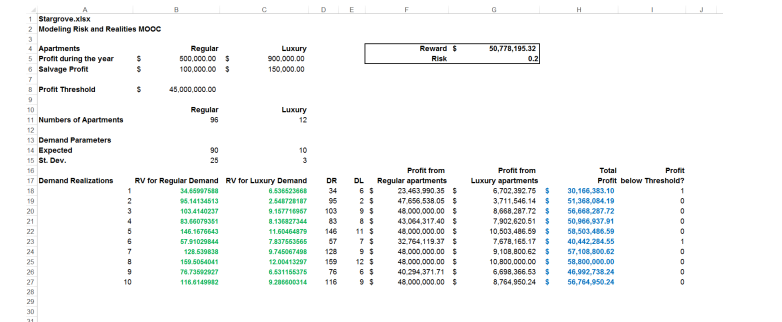 A B C D E F G H I J
1 Stargrove.xlsx
2 Modeling Risk and Realities MOOC
3
4 Apartments Regular Luxury Reward $ 50,778,195.32
5 Profit during the year $ 500,000.00 $ 900,000.00 Risk 0.2
6 Salvage Profit $ 100,000.00 $ 150,000.00
7
8 Profit Threshold $ 45,000,000.00
9
10 Regular Luxury
11 Numbers of Apartments 96 12
12
13 Demand Parameters
14 Expected 90 10
15 St. Dev. 25 3
16 Profit from Profit from Total Profit
17 Demand Realizations RV for Regular Demand RV for Luxury Demand DR DL Regular apartments Luxury apartments Profit below Threshold?
18 1 34.65997588 6.536523668 34 6 $ 23,463,990.35 $ 6,702,392.75 $ 30,166,383.10 1
19 2 95.14134513 2.548728187 95 2 $ 47,656,538.05 $ 3,711,546.14 $ 51,368,084.19 0
20 3 103.4140237 9.157718957 103 9 $ 48,000,000.00 $ 8,668,287.72 $ 56,668,287.72 0
21 4 83.66079351 8.136827344 83 8 $ 43,064,317.40 $ 7,902,620.51 $ 50,966,937.91 0
22 5 146.1676643 11.60464879 146 11 $ 48,000,000.00 $ 10,503,486.59 $ 58,503,486.59 0
23 6 57.91029844 7.837553565 57 7 $ 32,764,119.37 $ 7,678,165.17 $ 40,442,284.55 1
24 7 128.539838 9.745067498 128 9 $ 48,000,000.00 $ 9,108,800.62 $ 57,108,800.62 0
25 8 159.5054041 12.00413297 159 12 $ 48,000,000.00 $ 10,800,000.00 $ 58,800,000.00 0
26 9 76.73592927 6.531155375 76 6 $ 40,294,371.71 $ 6,698,366.53 $ 46,992,738.24 0
27 10 116.6149982 9.286600314 116 9 $ 48,000,000.00 $ 8,764,950.24 $ 56,764,950.24 0
28
29
30
31